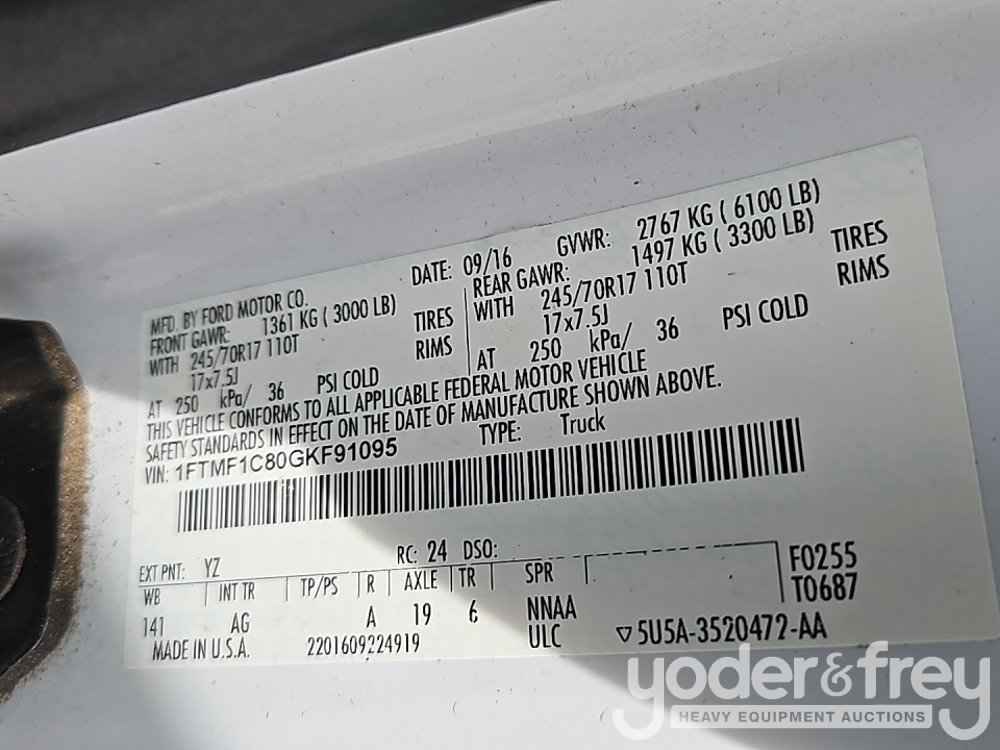 MFD. BY FORD MOTOR CO.
DATE: 09/16
GVWR: 2767 KG ( 6100 LB)
FRONT GAWR: 1361 KG ( 3000 LB)
REAR GAWR: 1497 KG ( 3300 LB)
WITH 245/70R17 110T TIRES
WITH 245/70R17 110T TIRES
17x7.5J RIMS
17x7.5J RIMS
AT 250 kPa/ 36 PSI COLD
AT 250 kPa/ 36 PSI COLD
THIS VEHICLE CONFORMS TO ALL APPLICABLE FEDERAL MOTOR VEHICLE
SAFETY STANDARDS IN EFFECT ON THE DATE OF MANUFACTURE SHOWN ABOVE.
VIN: 1FTMF1C80GKF91095 TYPE: Truck
EXT PNT: YZ RC: 24 DSO:
F0255
WB INT TR TP/PS R AXLE TR SPR
T0687
141 AG A 19 6 NNAA
MADE IN U.S.A. 2201609224919 ULC ▽5U5A-3520472-AA
yoder&frey
HEAVY EQUIPMENT AUCTIONS